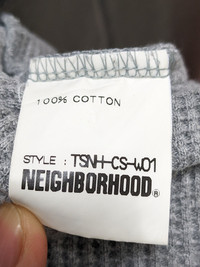 100% COTTON
STYLE : TSNH-CS-W01
NEIGHBORHOOD®